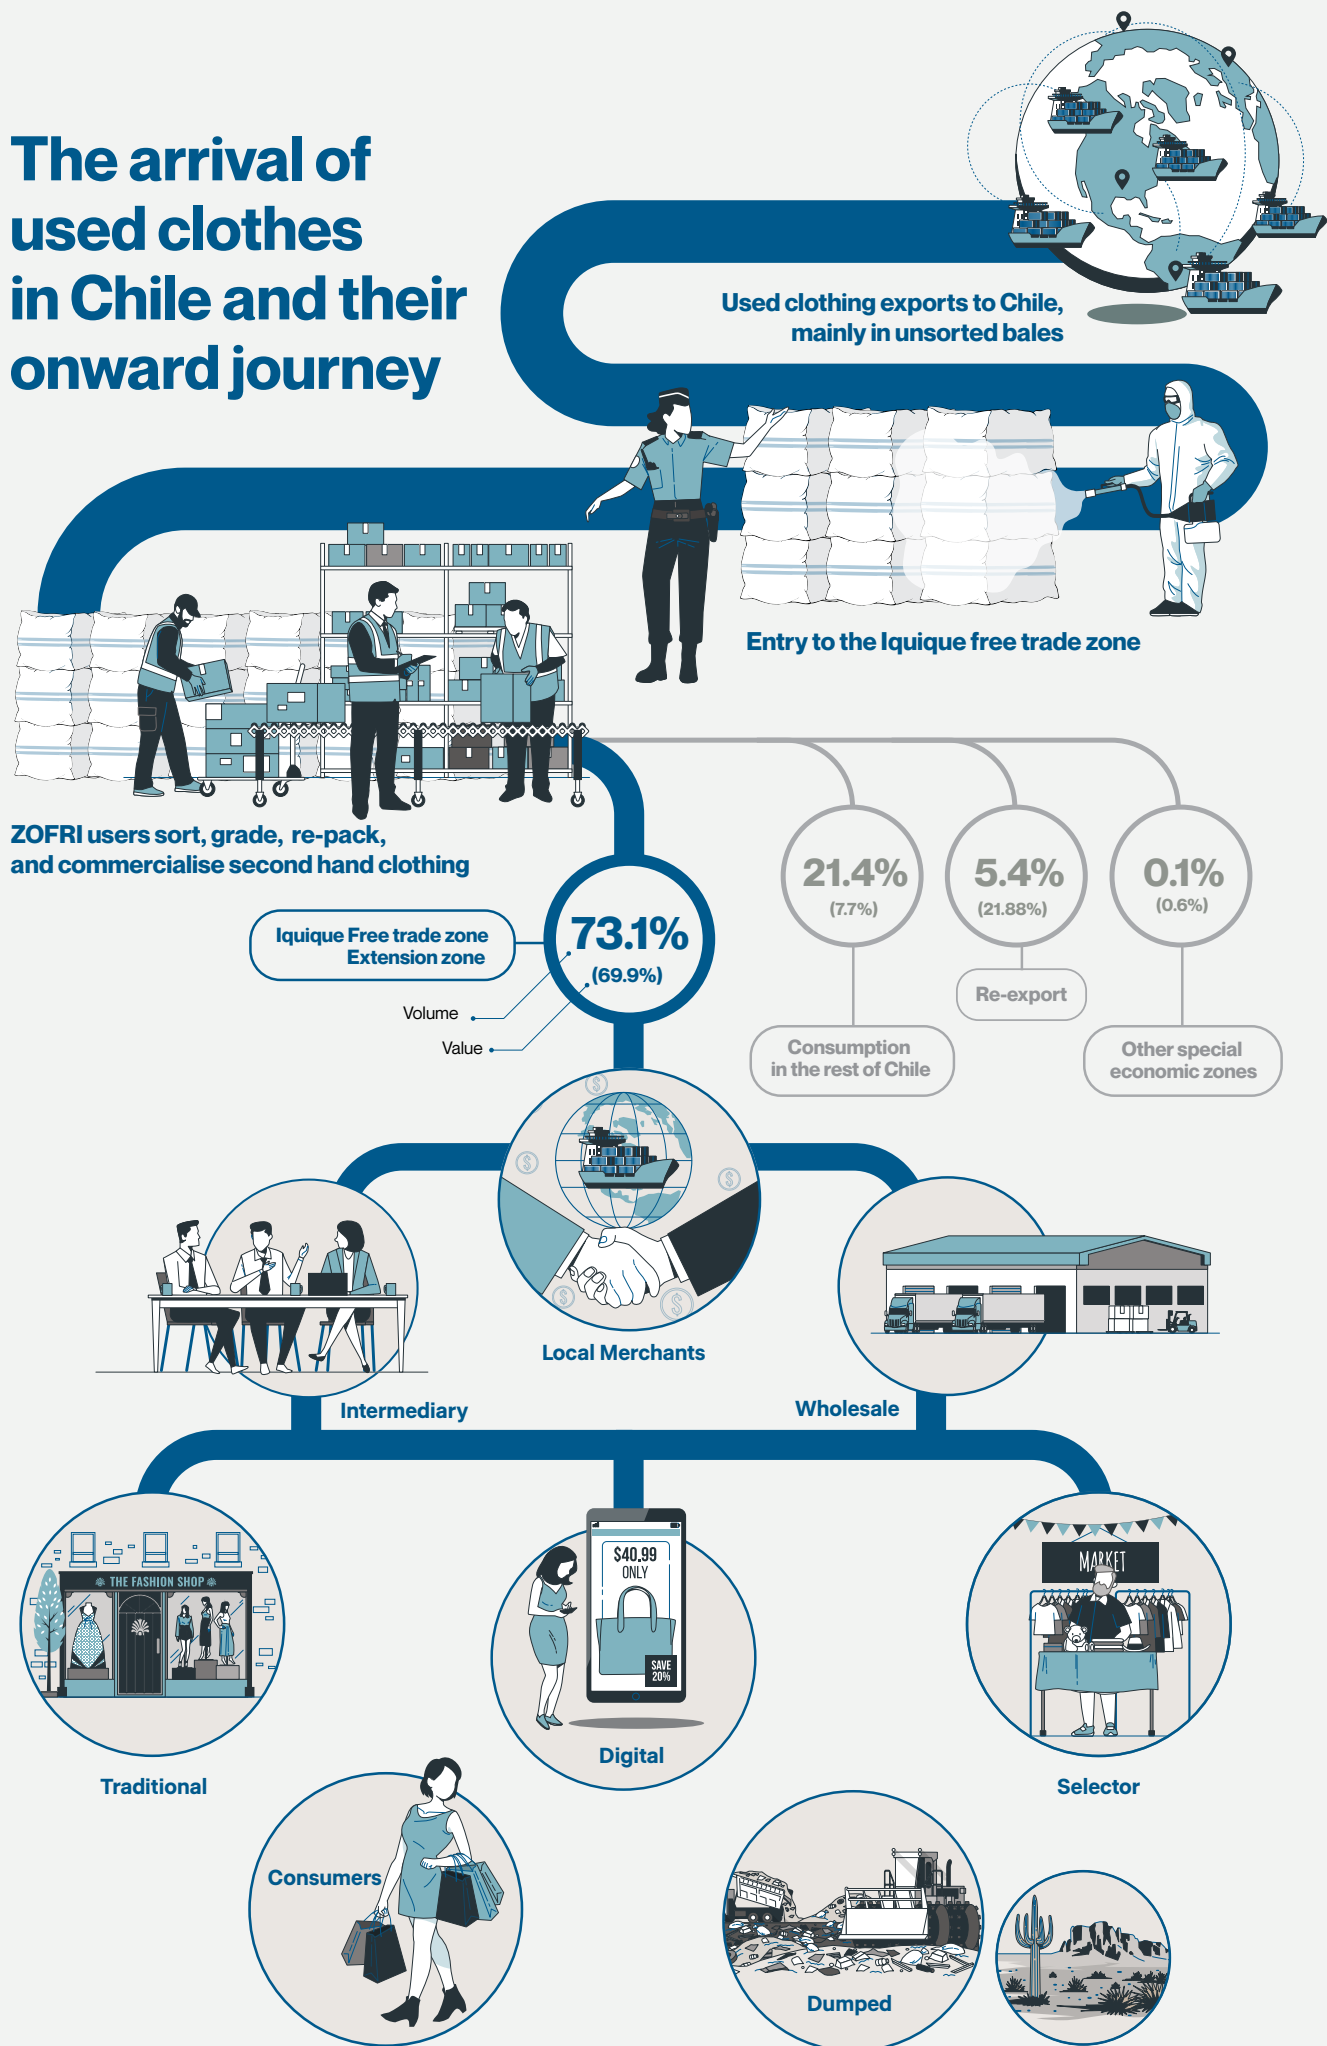 The arrival of
used clothes
in Chile and their
onward journey
Used clothing exports to Chile,
mainly in unsorted bales
Entry to the Iquique free trade zone
ZOFRI users sort, grade, re-pack,
and commercialise second hand clothing
Iquique Free trade zone
Extension zone
73.1%
(69.9%)
Volume
Value
21.4%
(7.7%)
Consumption
in the rest of Chile
5.4%
(21.88%)
Re-export
0.1%
(0.6%)
Other special
economic zones
$
$
$
$
$
Local Merchants
Intermediary
Wholesale
THE FASHION SHOP
Traditional
$40.99
ONLY
SAVE
20%
Digital
MARKET
Selector
Consumers
Dumped